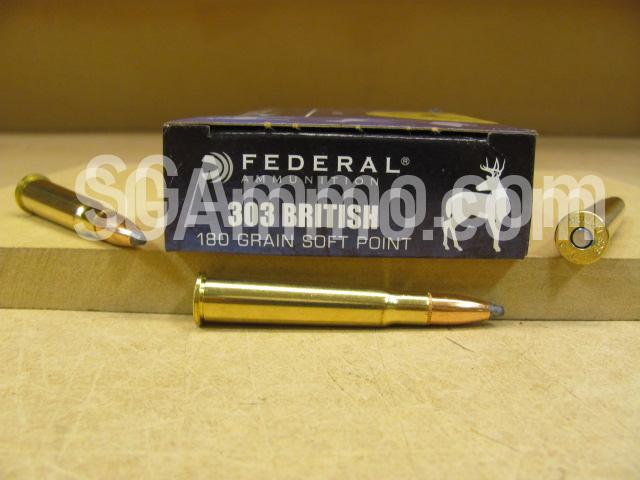 FEDERAL®
AMMUNITION
303 BRITISH
180 GRAIN SOFT POINT
SGAmmo.com